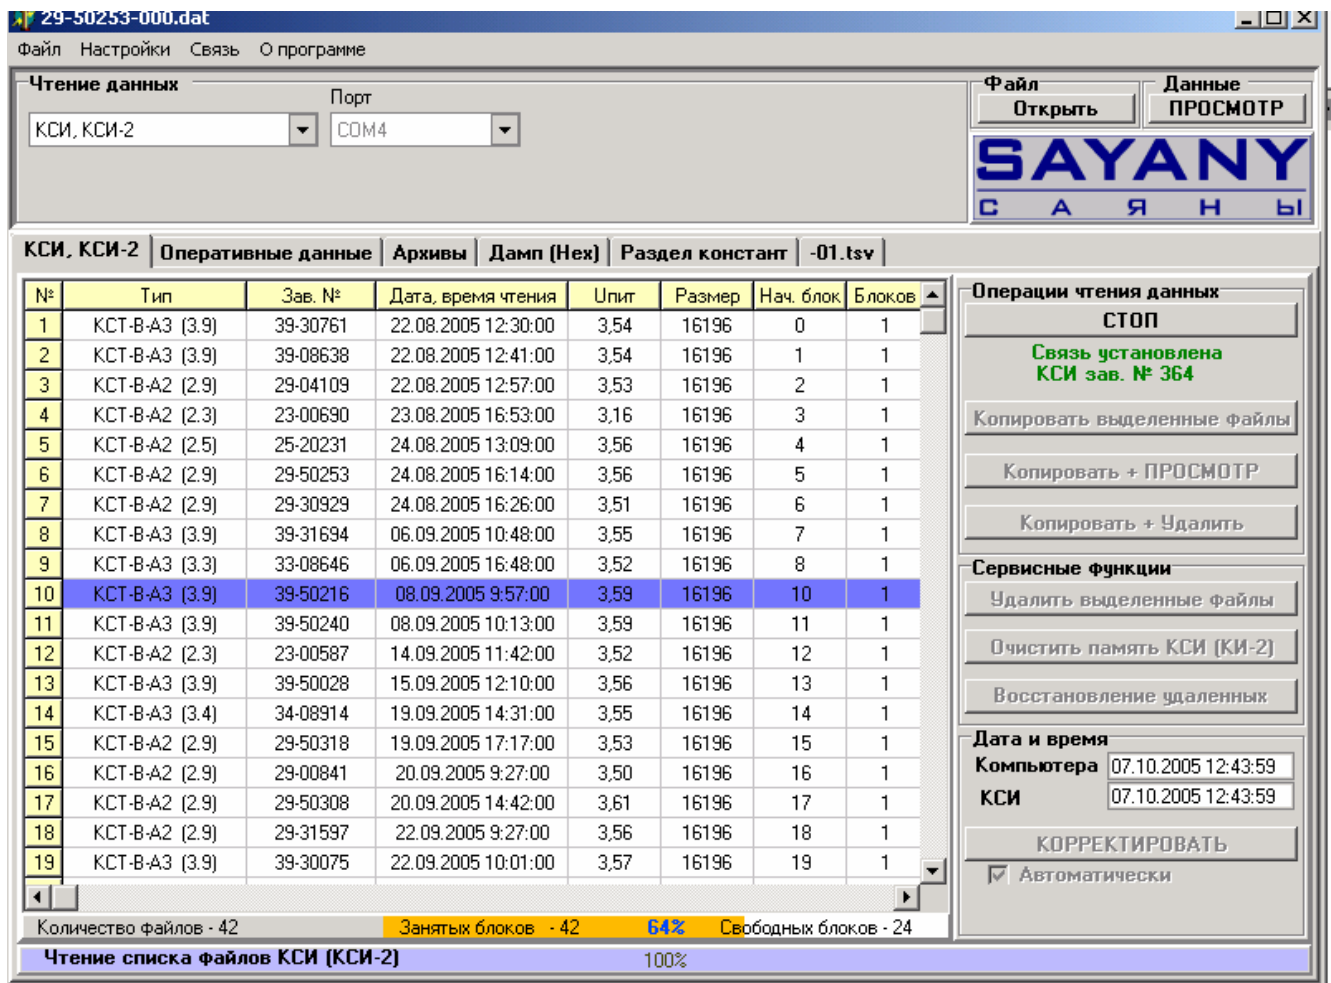 29-50253-000.dat
Файл Настройки Связь О программе
Чтение данных
Порт
КСИ, КСИ-2
COM4
Файл
Открыть
Данные
ПРОСМОТР
SAYANY
САЯНЫ
КСИ, КСИ-2 Оперативные данные Архивы Дамп (Hex) Раздел констант -01.tsv
№ Тип Зав. № Дата, время чтения Uпит Размер Нач. блок Блоков
1 КСТ-В-А3 (3.9) 39-30761 22.08.2005 12:30:00 3,54 16196 0 1
2 КСТ-В-А3 (3.9) 39-08638 22.08.2005 12:41:00 3,54 16196 1 1
3 КСТ-В-А2 (2.9) 29-04109 22.08.2005 12:57:00 3,53 16196 2 1
4 КСТ-В-А2 (2.3) 23-00690 23.08.2005 16:53:00 3,16 16196 3 1
5 КСТ-В-А2 (2.5) 25-20231 24.08.2005 13:09:00 3,56 16196 4 1
6 КСТ-В-А2 (2.9) 29-50253 24.08.2005 16:14:00 3,56 16196 5 1
7 КСТ-В-А2 (2.9) 29-30929 24.08.2005 16:26:00 3,51 16196 6 1
8 КСТ-В-А3 (3.9) 39-31694 06.09.2005 10:48:00 3,55 16196 7 1
9 КСТ-В-А3 (3.3) 33-08646 06.09.2005 16:48:00 3,52 16196 8 1
10 КСТ-В-А3 (3.9) 39-50216 08.09.2005 9:57:00 3,59 16196 10 1
11 КСТ-В-А3 (3.9) 39-50240 08.09.2005 10:13:00 3,59 16196 11 1
12 КСТ-В-А2 (2.3) 23-00587 14.09.2005 11:42:00 3,52 16196 12 1
13 КСТ-В-А3 (3.9) 39-50028 15.09.2005 12:10:00 3,56 16196 13 1
14 КСТ-В-А3 (3.4) 34-08914 19.09.2005 14:31:00 3,55 16196 14 1
15 КСТ-В-А2 (2.9) 29-50318 19.09.2005 17:17:00 3,53 16196 15 1
16 КСТ-В-А2 (2.9) 29-00841 20.09.2005 9:27:00 3,50 16196 16 1
17 КСТ-В-А2 (2.9) 29-50308 20.09.2005 14:42:00 3,61 16196 17 1
18 КСТ-В-А2 (2.9) 29-31597 22.09.2005 9:27:00 3,56 16196 18 1
19 КСТ-В-А3 (3.9) 39-30075 22.09.2005 10:01:00 3,57 16196 19 1
Количество файлов - 42 Занятых блоков - 42 64% Свободных блоков - 24
Чтение списка файлов КСИ (КСИ-2) 100%
Операции чтения данных
СТОП
Связь установлена
КСИ зав. № 364
Копировать выделенные файлы
Копировать + ПРОСМОТР
Копировать + Удалить
Сервисные функции
Удалить выделенные файлы
Очистить память КСИ (КИ-2)
Восстановление удаленных
Дата и время
Компьютера 07.10.2005 12:43:59
КСИ 07.10.2005 12:43:59
КОРРЕКТИРОВАТЬ
Автоматически